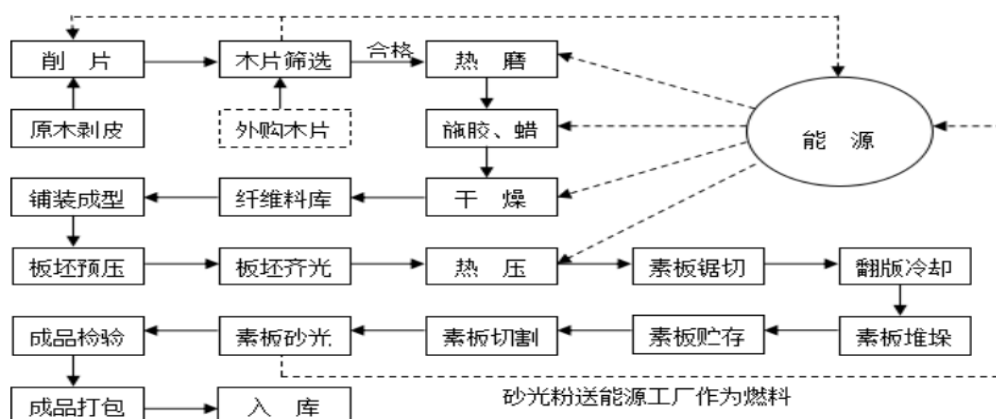 合格
削 片
木片筛选
热 磨
原木剥皮
外购木片
施胶、蜡
能 源
铺装成型
纤维料库
干 燥
板坯预压
板坯齐光
热 压
素板锯切
翻版冷却
成品检验
素板砂光
素板切割
素板贮存
素板堆垛
成品打包
入 库
砂光粉送能源工厂作为燃料